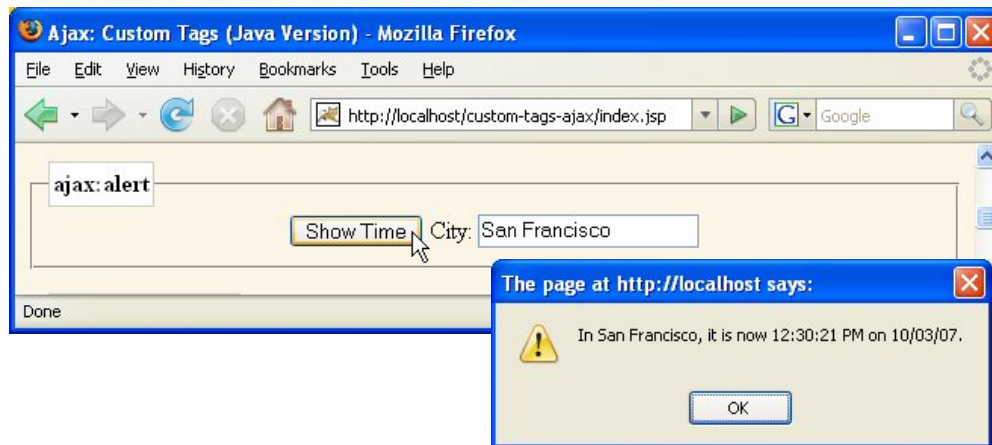 Ajax: Custom Tags (Java Version) - Mozilla Firefox
File Edit View History Bookmarks Tools Help
http://localhost/custom-tags-ajax/index.jsp G Google
ajax:alert
Show Time City: San Francisco
The page at http://localhost says:
Done
In San Francisco, it is now 12:30:21 PM on 10/03/07.
OK